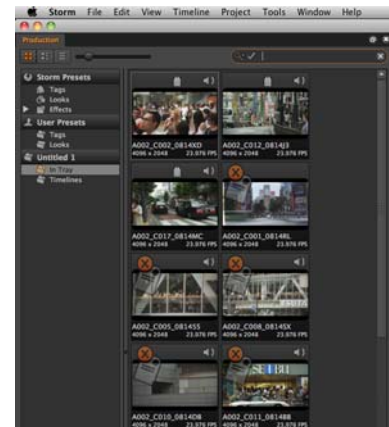 Storm File Edit View Timeline Project Tools Window Help
Production
Storm Presets
Tags
Looks
Effects
User Presets
Tags
Looks
Untitled 1
In Tray
Timelines
A002_C002_0814XD
4096 x 2048 23.976 FPS
A002_C012_0814J3
4096 x 2048 23.976 FPS
A002_C017_0814MC
4096 x 2048 23.976 FPS
A002_C001_0814RL
4096 x 2048 23.976 FPS
A002_C005_0814SS
4096 x 2048 23.976 FPS
A002_C008_0814SX
4096 x 2048 23.976 FPS
A002_C010_0814DB
4096 x 2048 23.976 FPS
A002_C011_0814BB
4096 x 2048 23.976 FPS